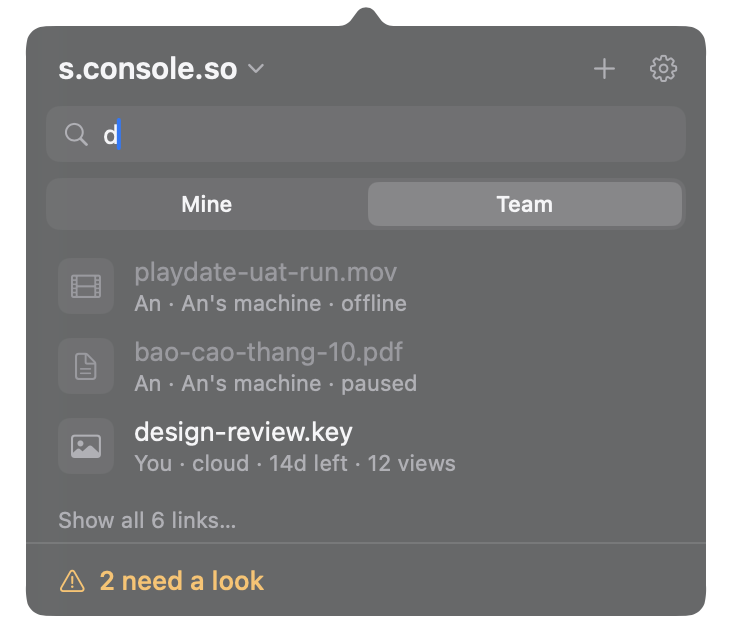 s.console.so
d
Mine Team
playdate-uat-run.mov
An · An's machine · offline
bao-cao-thang-10.pdf
An · An's machine · paused
design-review.key
You · cloud · 14d left · 12 views
Show all 6 links...
2 need a look